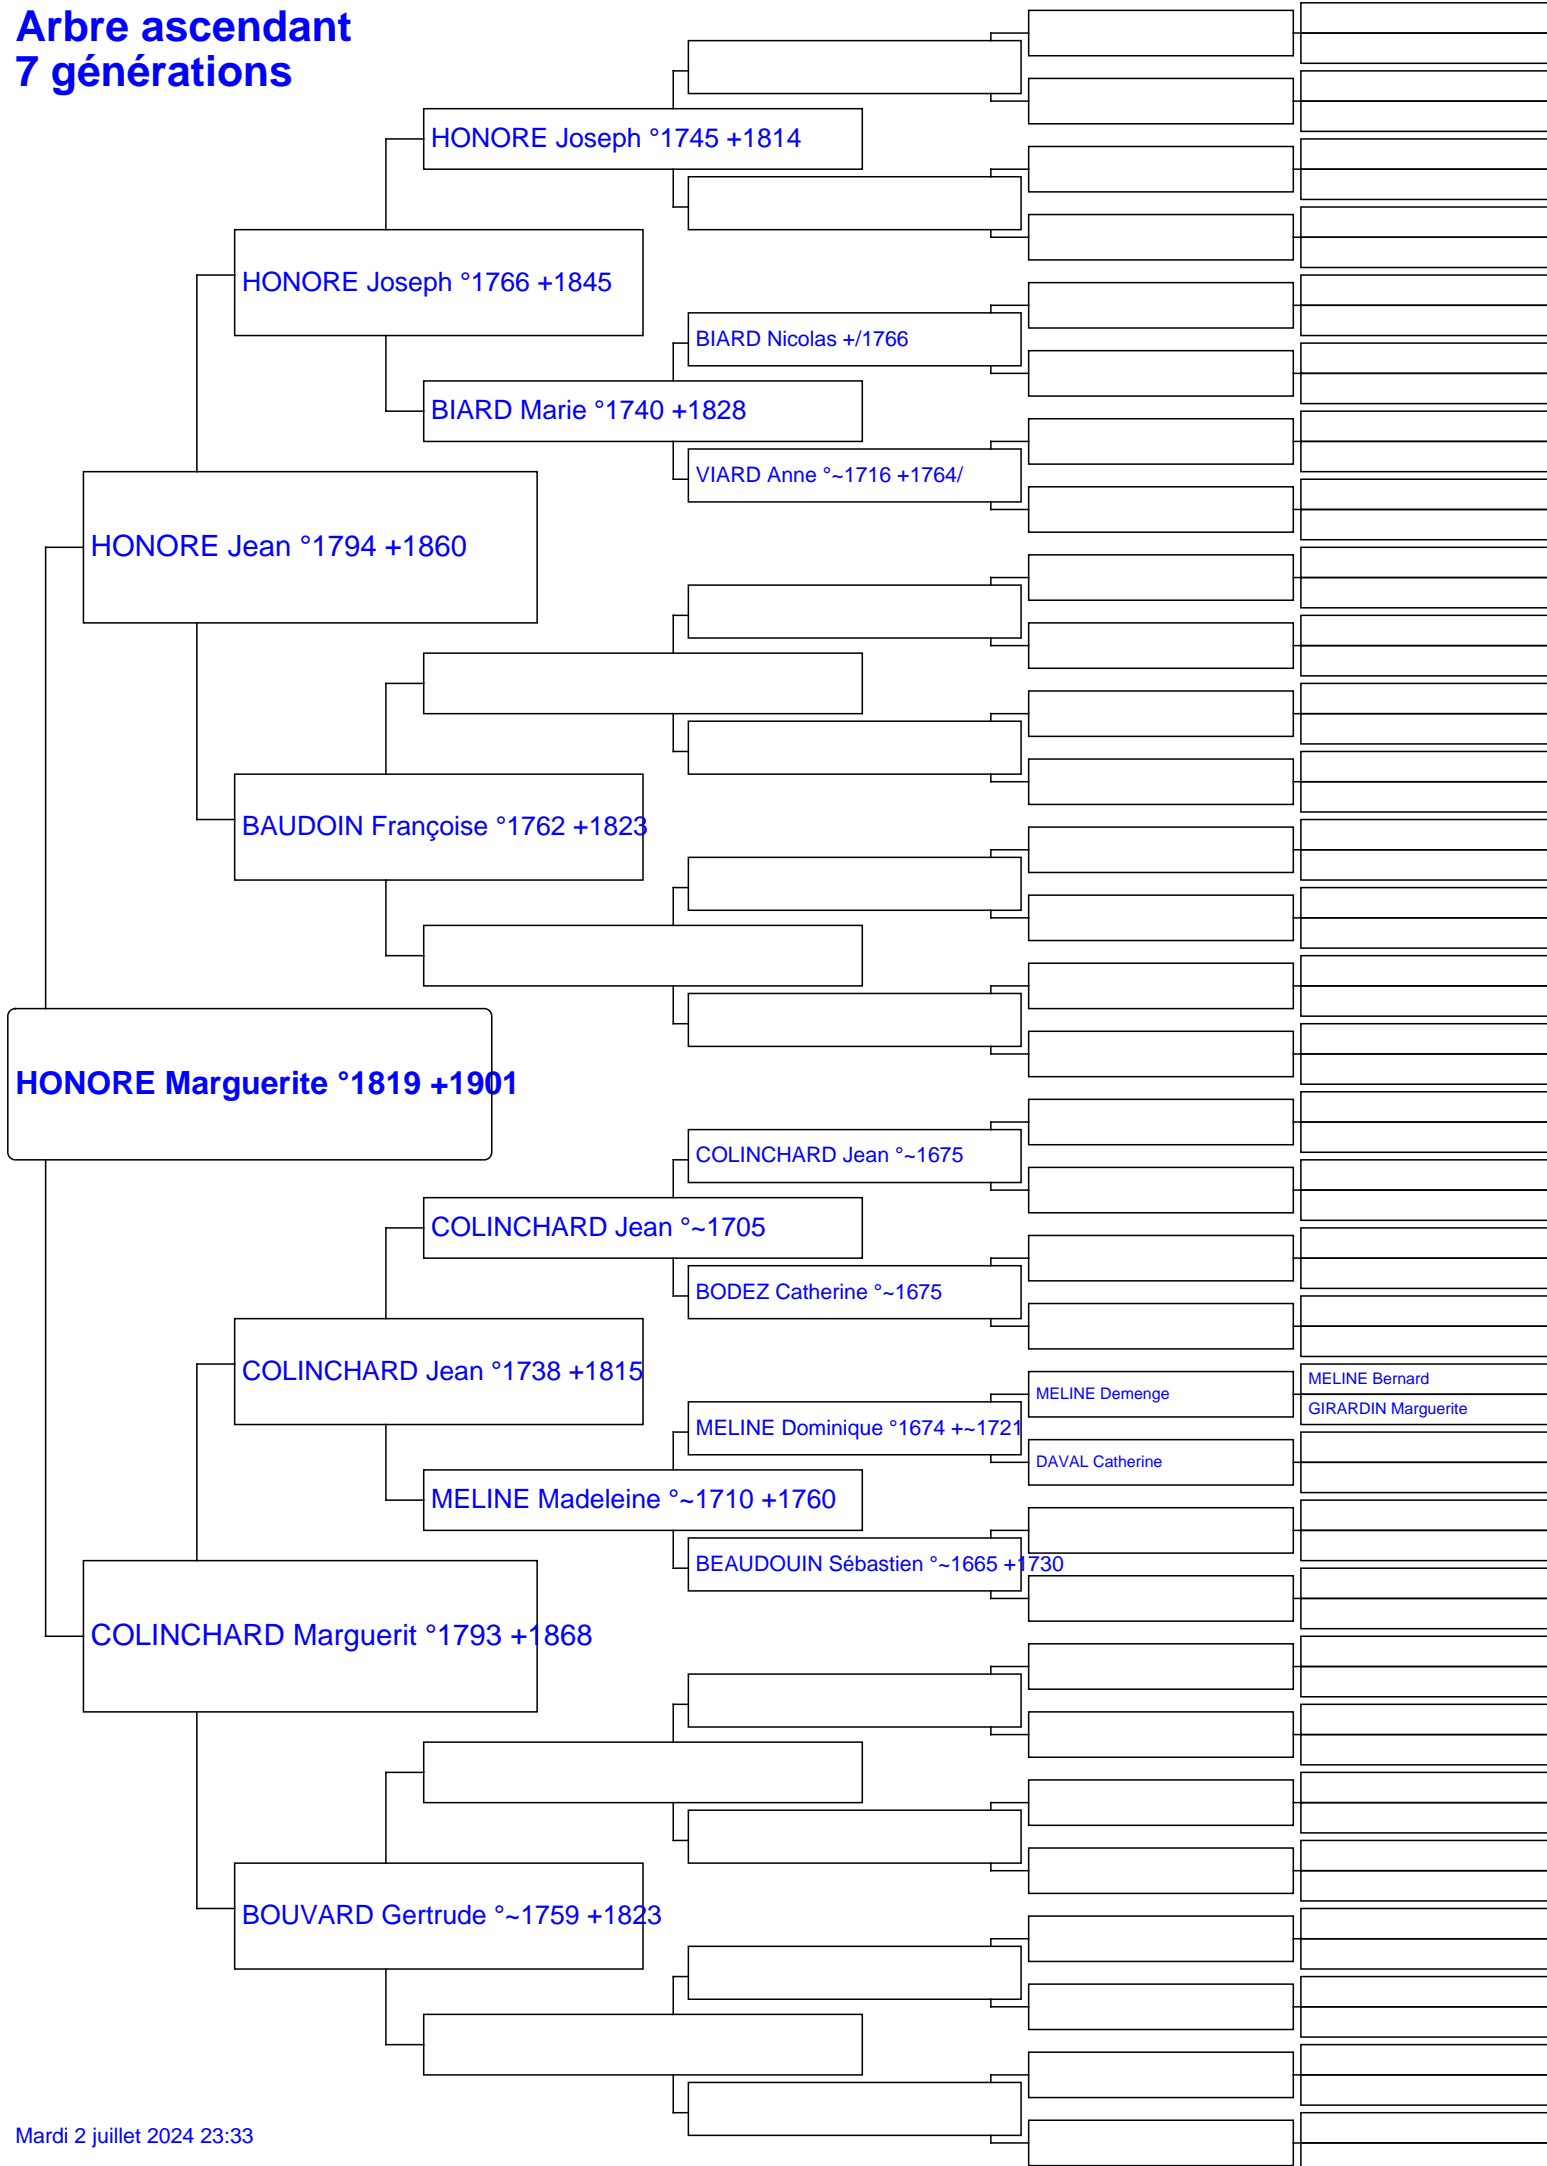 Arbre ascendant
7 générations
HONORE Joseph °1745 +1814
HONORE Joseph °1766 +1845
BIARD Nicolas +/1766
BIARD Marie °1740 +1828
VIARD Anne °~1716 +1764/
HONORE Jean °1794 +1860
BAUDOIN Françoise °1762 +1823
HONORE Marguerite °1819 +1901
COLINCHARD Jean °~1675
COLINCHARD Jean °~1705
BODEZ Catherine °~1675
COLINCHARD Jean °1738 +1815
MELINE Bernard
MELINE Demenge
GIRARDIN Marguerite
MELINE Dominique °1674 +~1721
DAVAL Catherine
MELINE Madeleine °~1710 +1760
BEAUDOUIN Sébastien °~1665 +1730
COLINCHARD Marguerit °1793 +1868
BOUVARD Gertrude °~1759 +1823
Mardi 2 juillet 2024 23:33